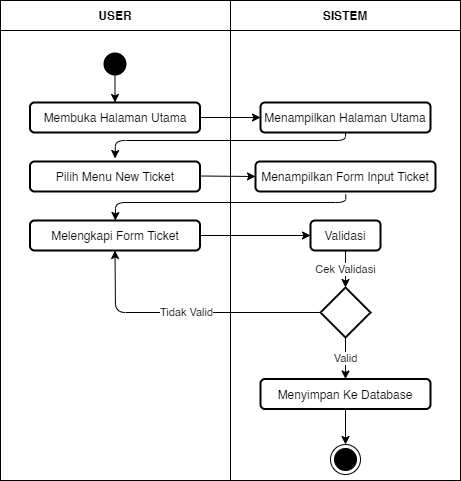 USER
SISTEM
Membuka Halaman Utama
Menampilkan Halaman Utama
Pilih Menu New Ticket
Menampilkan Form Input Ticket
Melengkapi Form Ticket
Validasi
Cek Validasi
Tidak Valid
Valid
Menyimpan Ke Database